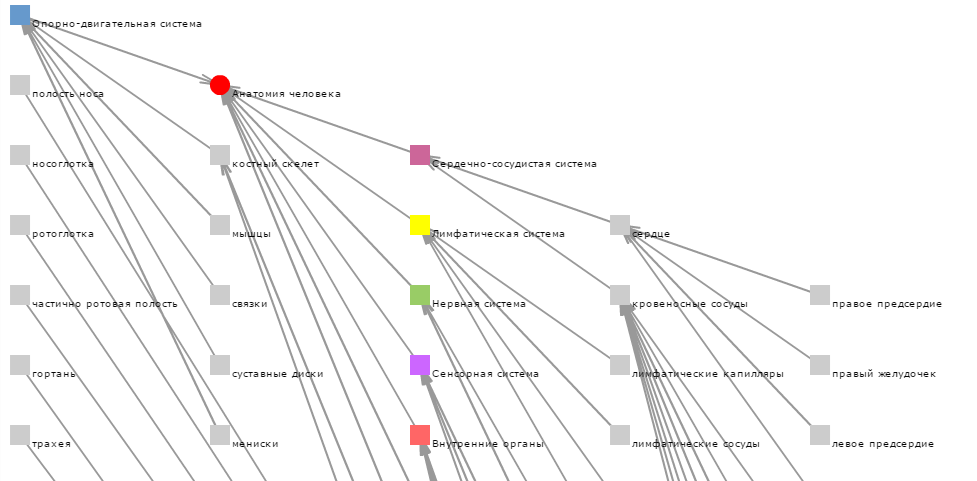 Опорно-двигательная система
полость носа
Анатомия человека
носоглотка
костный скелет
Сердечно-сосудистая система
ротоглотка
мышцы
Лимфатическая система
сердце
частично ротовая полость
связки
Нервная система
кровеносные сосуды
правое предсердие
гортань
суставные диски
Сенсорная система
лимфатические капилляры
правый желудочек
трахея
мениски
Внутренние органы
лимфатические сосуды
левое предсердие